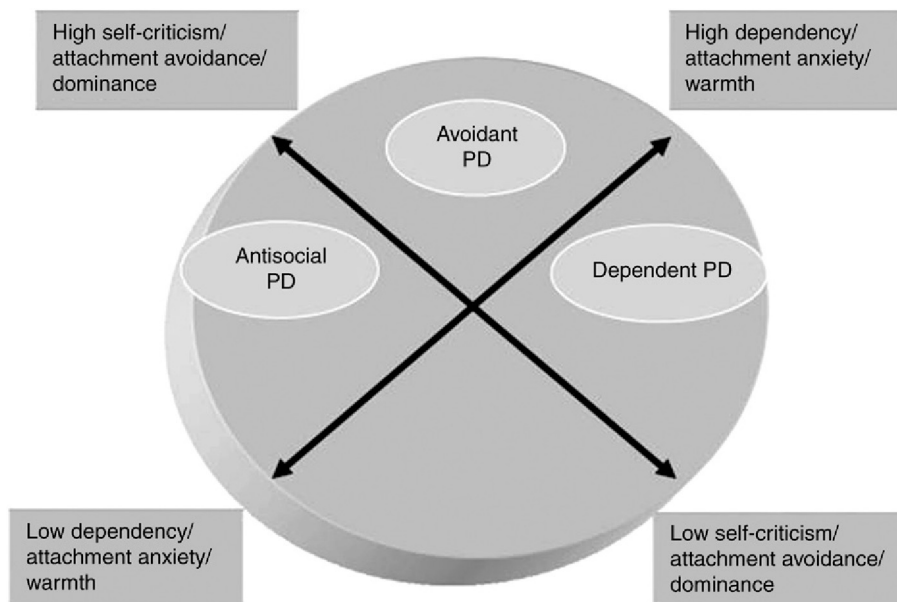 High self-criticism/
attachment avoidance/
dominance
High dependency/
attachment anxiety/
warmth
Avoidant
PD
Antisocial
PD
Dependent PD
Low dependency/
attachment anxiety/
warmth
Low self-criticism/
attachment avoidance/
dominance